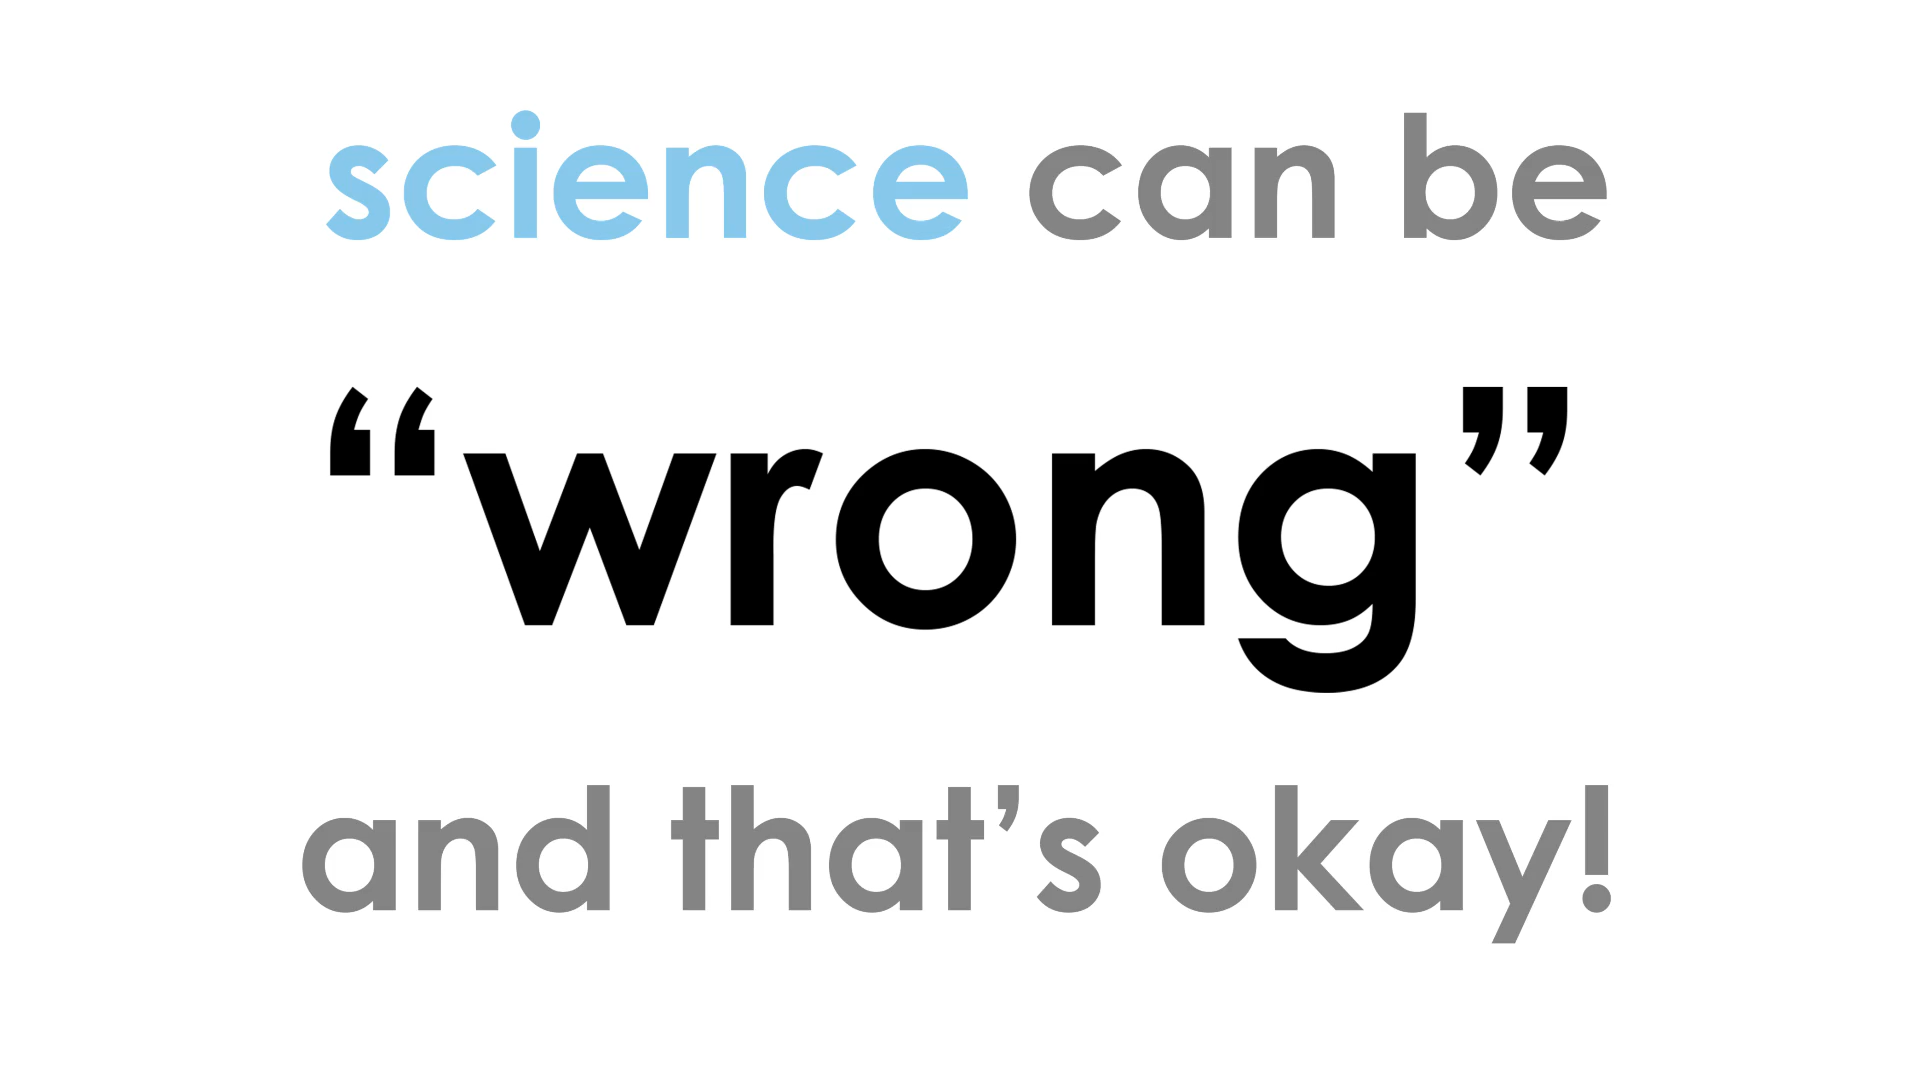 science can be
“wrong”
and that’s okay!